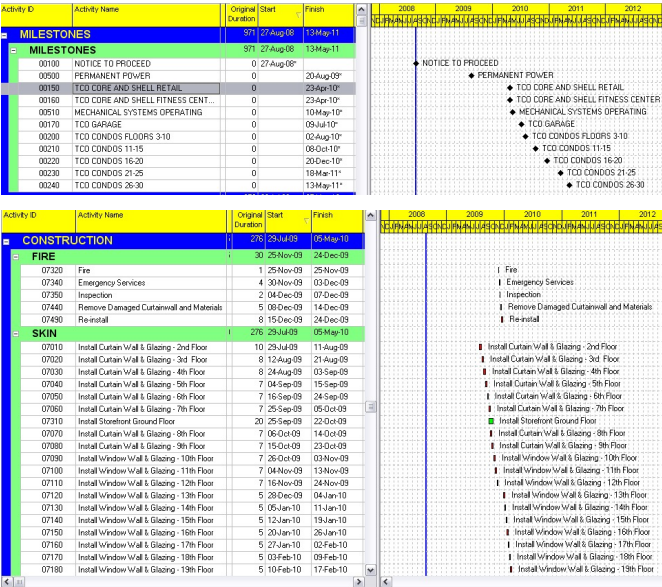 Activity ID Activity Name Original Duration Start Finish 2008 2009 2010 2011 2012
MILESTONES 971 27-Aug-08 13-May-11
MILESTONES 971 27-Aug-08 13-May-11
00100 NOTICE TO PROCEED 0 27-Aug-08* NOTICE TO PROCEED
00500 PERMANENT POWER 0 20-Aug-09* PERMANENT POWER
00150 TCO CORE AND SHELL RETAIL 0 23-Apr-10* TCO CORE AND SHELL RETAIL
00160 TCO CORE AND SHELL FITNESS CENT... 0 23-Apr-10* TCO CORE AND SHELL FITNESS CENTER
00510 MECHANICAL SYSTEMS OPERATING 0 10-May-10* MECHANICAL SYSTEMS OPERATING
00170 TCO GARAGE 0 09-Jul-10* TCO GARAGE
00200 TCO CONDOS FLOORS 3-10 0 02-Aug-10* TCO CONDOS FLOORS 3-10
00210 TCO CONDOS 11-15 0 08-Oct-10* TCO CONDOS 11-15
00220 TCO CONDOS 16-20 0 20-Dec-10* TCO CONDOS 16-20
00230 TCO CONDOS 21-25 0 18-Mar-11* TCO CONDOS 21-25
00240 TCO CONDOS 26-30 0 13-May-11* TCO CONDOS 26-30
Activity ID Activity Name Original Duration Start Finish 2008 2009 2010 2011 2012
CONSTRUCTION 276 29-Jul-09 05-May-10
FIRE 30 25-Nov-09 24-Dec-09
07320 Fire 1 25-Nov-09 25-Nov-09 Fire
07340 Emergency Services 4 30-Nov-09 03-Dec-09 Emergency Services
07350 Inspection 2 04-Dec-09 07-Dec-09 Inspection
07440 Remove Damaged Curtainwall and Materials 5 08-Dec-09 14-Dec-09 Remove Damaged Curtainwall and Materials
07490 Re-install 8 15-Dec-09 24-Dec-09 Re-install
SKIN 276 29-Jul-09 05-May-10
07010 Install Curtain Wall & Glazing - 2nd Floor 10 29-Jul-09 11-Aug-09 Install Curtain Wall & Glazing - 2nd Floor
07020 Install Curtain Wall & Glazing - 3rd Floor 8 12-Aug-09 21-Aug-09 Install Curtain Wall & Glazing - 3rd Floor
07030 Install Curtain Wall & Glazing - 4th Floor 8 24-Aug-09 03-Sep-09 Install Curtain Wall & Glazing - 4th Floor
07040 Install Curtain Wall & Glazing - 5th Floor 7 04-Sep-09 15-Sep-09 Install Curtain Wall & Glazing - 5th Floor
07050 Install Curtain Wall & Glazing - 6th Floor 7 16-Sep-09 24-Sep-09 Install Curtain Wall & Glazing - 6th Floor
07060 Install Curtain Wall & Glazing - 7th Floor 7 25-Sep-09 05-Oct-09 Install Curtain Wall & Glazing - 7th Floor
07310 Install Storefront Ground Floor 20 25-Sep-09 22-Oct-09 Install Storefront Ground Floor
07070 Install Curtain Wall & Glazing - 8th Floor 7 06-Oct-09 14-Oct-09 Install Curtain Wall & Glazing - 8th Floor
07080 Install Curtain Wall & Glazing - 9th Floor 7 15-Oct-09 23-Oct-09 Install Curtain Wall & Glazing - 9th Floor
07090 Install Window Wall & Glazing - 10th Floor 7 26-Oct-09 03-Nov-09 Install Window Wall & Glazing - 10th Floor
07100 Install Window Wall & Glazing - 11th Floor 7 04-Nov-09 13-Nov-09 Install Window Wall & Glazing - 11th Floor
07110 Install Window Wall & Glazing - 12th Floor 7 16-Nov-09 24-Nov-09 Install Window Wall & Glazing - 12th Floor
07120 Install Window Wall & Glazing - 13th Floor 5 28-Dec-09 04-Jan-10 Install Window Wall & Glazing - 13th Floor
07130 Install Window Wall & Glazing - 14th Floor 5 05-Jan-10 11-Jan-10 Install Window Wall & Glazing - 14th Floor
07140 Install Window Wall & Glazing - 15th Floor 5 12-Jan-10 19-Jan-10 Install Window Wall & Glazing - 15th Floor
07150 Install Window Wall & Glazing - 16th Floor 5 20-Jan-10 26-Jan-10 Install Window Wall & Glazing - 16th Floor
07160 Install Window Wall & Glazing - 17th Floor 5 27-Jan-10 02-Feb-10 Install Window Wall & Glazing - 17th Floor
07170 Install Window Wall & Glazing - 18th Floor 5 03-Feb-10 09-Feb-10 Install Window Wall & Glazing - 18th Floor
07180 Install Window Wall & Glazing - 19th Floor 5 10-Feb-10 17-Feb-10 Install Window Wall & Glazing - 19th Floor